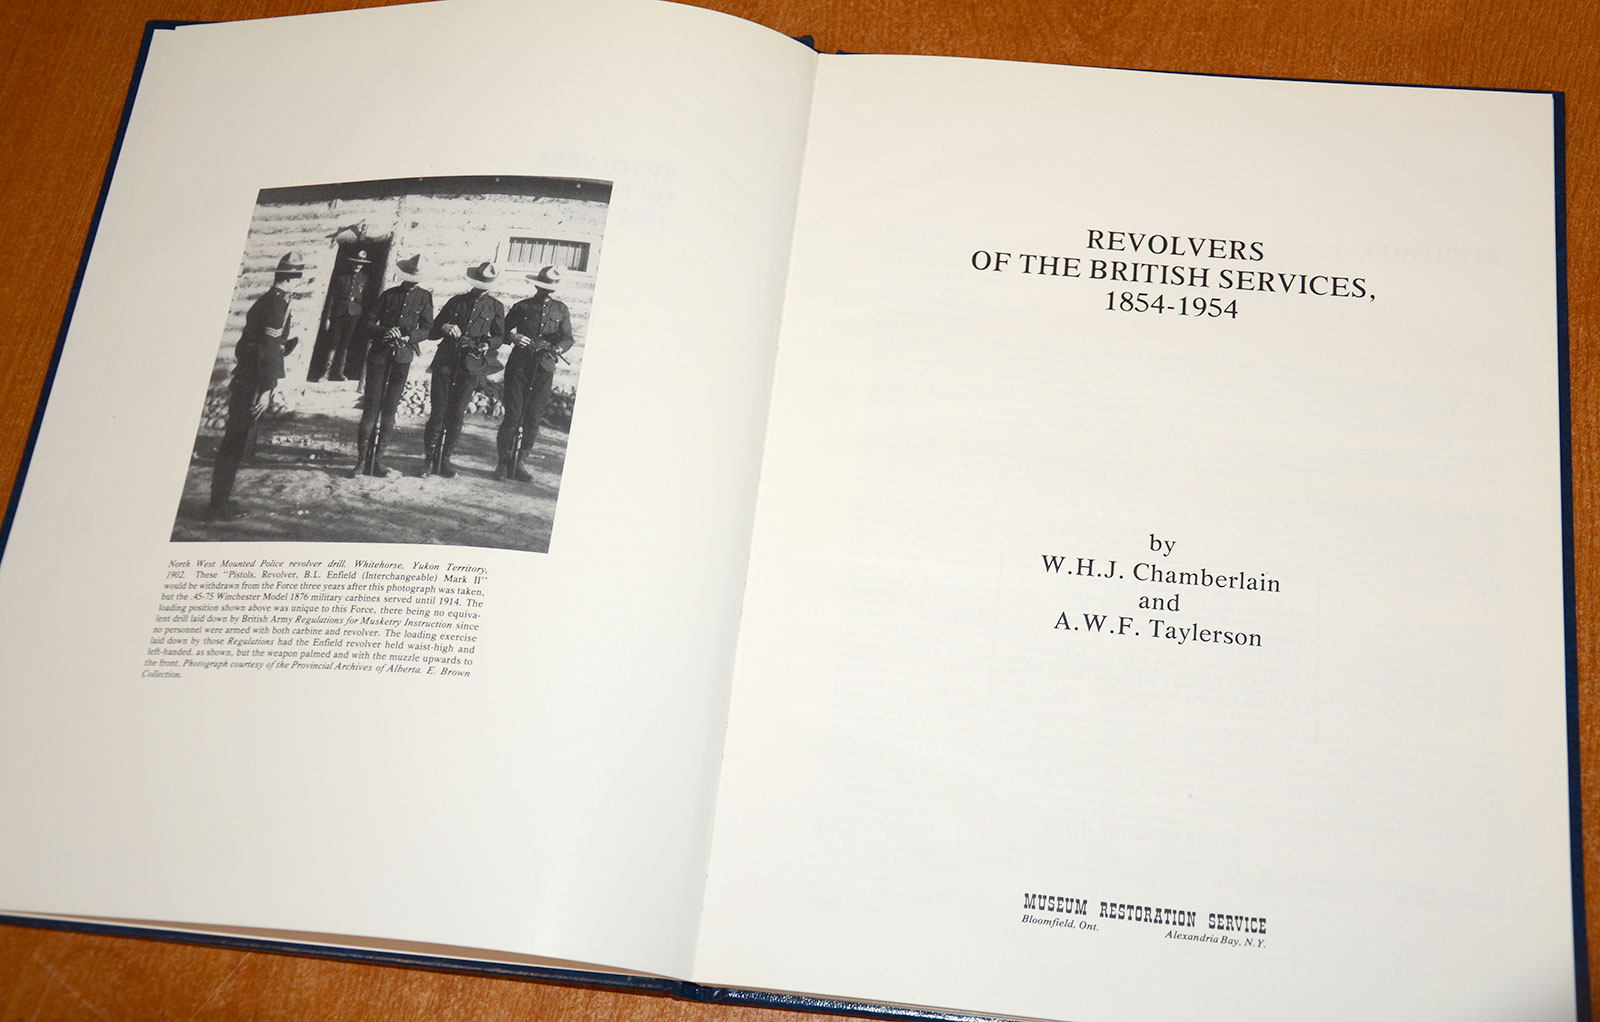 North West Mounted Police revolver drill. Whitehorse, Yukon Territory,
1902. These "Pistols, Revolver, B.L. Enfield (Interchangeable) Mark II"
would be withdrawn from the Force three years after this photograph was taken,
but the .45-75 Winchester Model 1876 military carbines served until 1914. The
loading position shown above was unique to this Force, there being no equiva-
lent drill laid down by British Army Regulations for Musketry Instruction since
no personnel were armed with both carbine and revolver. The loading exercise
laid down by those Regulations had the Enfield revolver held waist-high and
left-handed, as shown, but the weapon palmed and with the muzzle upwards to
the front. Photograph courtesy of the Provincial Archives of Alberta. E. Brown
Collection.
REVOLVERS
OF THE BRITISH SERVICES,
1854-1954
by
W.H.J. Chamberlain
and
A.W.F. Taylerson
MUSEUM RESTORATION SERVICE
Bloomfield, Ont. Alexandria Bay, N.Y.